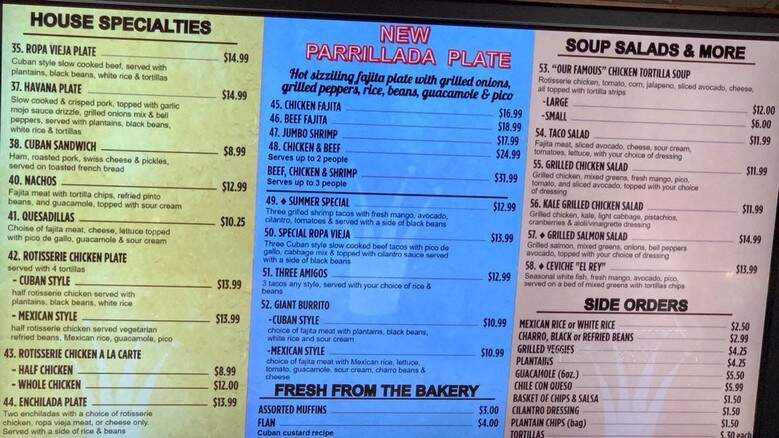 HOUSE SPECIALTIES
35. ROPA VIEJA PLATE $14.99
Cuban style slow cooked beef, served with
plantains, black beans, white rice & tortillas
37. HAVANA PLATE $14.99
Slow cooked & crisped pork, topped with garlic
mojo sauce drizzle, grilled onions mix & bell
peppers, served with plantains, black beans,
white rice & tortillas
38. CUBAN SANDWICH $8.99
Ham, roasted pork, swiss cheese & pickles,
served on toasted french bread
40. NACHOS $12.99
Fajita meat with tortilla chips, refried pinto
beans, and guacamole, topped with sour cream
41. QUESADILLAS $10.25
Choise of fajita meat, cheese, lettuce topped
with pico de gallo, guacamole & sour cream
42. ROTISSERIE CHICKEN PLATE
served with 4 tortillas
- CUBAN STYLE $13.99
half rotisserie chicken served with
plantains, black beans, white rice
- MEXICAN STYLE $13.99
half rotisserie chicken served vegetarian
refried beans, Mexican rice, guacamole, pico
43. ROTISSERIE CHICKEN A LA CARTE
- HALF CHICKEN $8.99
- WHOLE CHICKEN $12.00
44. ENCHILADA PLATE $13.99
Two enchiladas with a choice of rotisserie
chicken, ropa vieja meat, or cheese only.
Served with a side of rice & beans
NEW
PARRILLADA PLATE
Hot sizziling fajita plate with grilled onions,
grilled peppers, rice, beans, guacamole & pico
45. CHICKEN FAJITA $16.99
46. BEEF FAJITA $18.99
47. JUMBO SHRIMP $17.99
48. CHICKEN & BEEF $24.99
Serves up to 2 people
BEEF, CHICKEN & SHRIMP $31.99
Serves up to 3 people
49. ♦ SUMMER SPECIAL $12.99
Three grilled shrimp tacos with fresh mango, avocado,
cilantro, tomatoes & served with a side of black beans
50. SPECIAL ROPA VIEJA $13.99
Three Cuban style slow cooked beef tacos with pico de
gallo, cabbage mix & topped with cilantro sauce served
with a side of black beans
51. THREE AMIGOS $12.99
3 tacos any style, served with your choice of rice &
beans
52. GIANT BURRITO
-CUBAN STYLE $10.99
choice of fajita meat with plantains, black beans,
white rice and sour cream
-MEXICAN STYLE $10.99
choice of fajita meat with Mexican rice, lettuce,
tomato, guacamole, sour cream, charro beans &
cheese
FRESH FROM THE BAKERY
ASSORTED MUFFINS $3.00
FLAN $4.00
Cuban custard recipe
SOUP SALADS & MORE
53. "OUR FAMOUS" CHICKEN TORTILLA SOUP
Rotisserie chicken, tomato, corn, jalapeno, sliced avocado, cheese,
all topped with tortilla strips
-LARGE $12.00
-SMALL $6.00
54. TACO SALAD $11.99
Fajita meat, sliced avocado, cheese, sour cream,
tomatoes, lettuce, with your choice of dressing
55. GRILLED CHICKEN SALAD $11.99
Grilled chicken, mixed greens, fresh mango, pico,
tomato, and sliced avocado, topped with your choice
of dressing
56. KALE GRILLED CHICKEN SALAD $11.99
Grilled chicken, kale, light cabbage, pistachios,
cranberries & aioli/vinaigrette dressing
57. ♦ GRILLED SALMON SALAD $14.99
Grilled salmon, mixed greens, onions, bell peppers
avocado, topped with your choice of dressing
58. ♦ CEVICHE "EL REY" $13.99
Seasonal white fish, fresh mango, avocado, pico,
served on a bed of mixed greens with tortillas chips
SIDE ORDERS
MEXICAN RICE or WHITE RICE $2.50
CHARRO, BLACK or REFRIED BEANS $2.99
GRILLED VEGGIES $4.25
PLANTAINS $4.25
GUACAMOLE (6oz.) $5.50
CHILE CON QUESO $5.99
BASKET OF CHIPS & SALSA $1.50
CILANTRO DRESSING $1.50
PLANTAIN CHIPS (bag) $1.50
TORTILLAS $.30 each